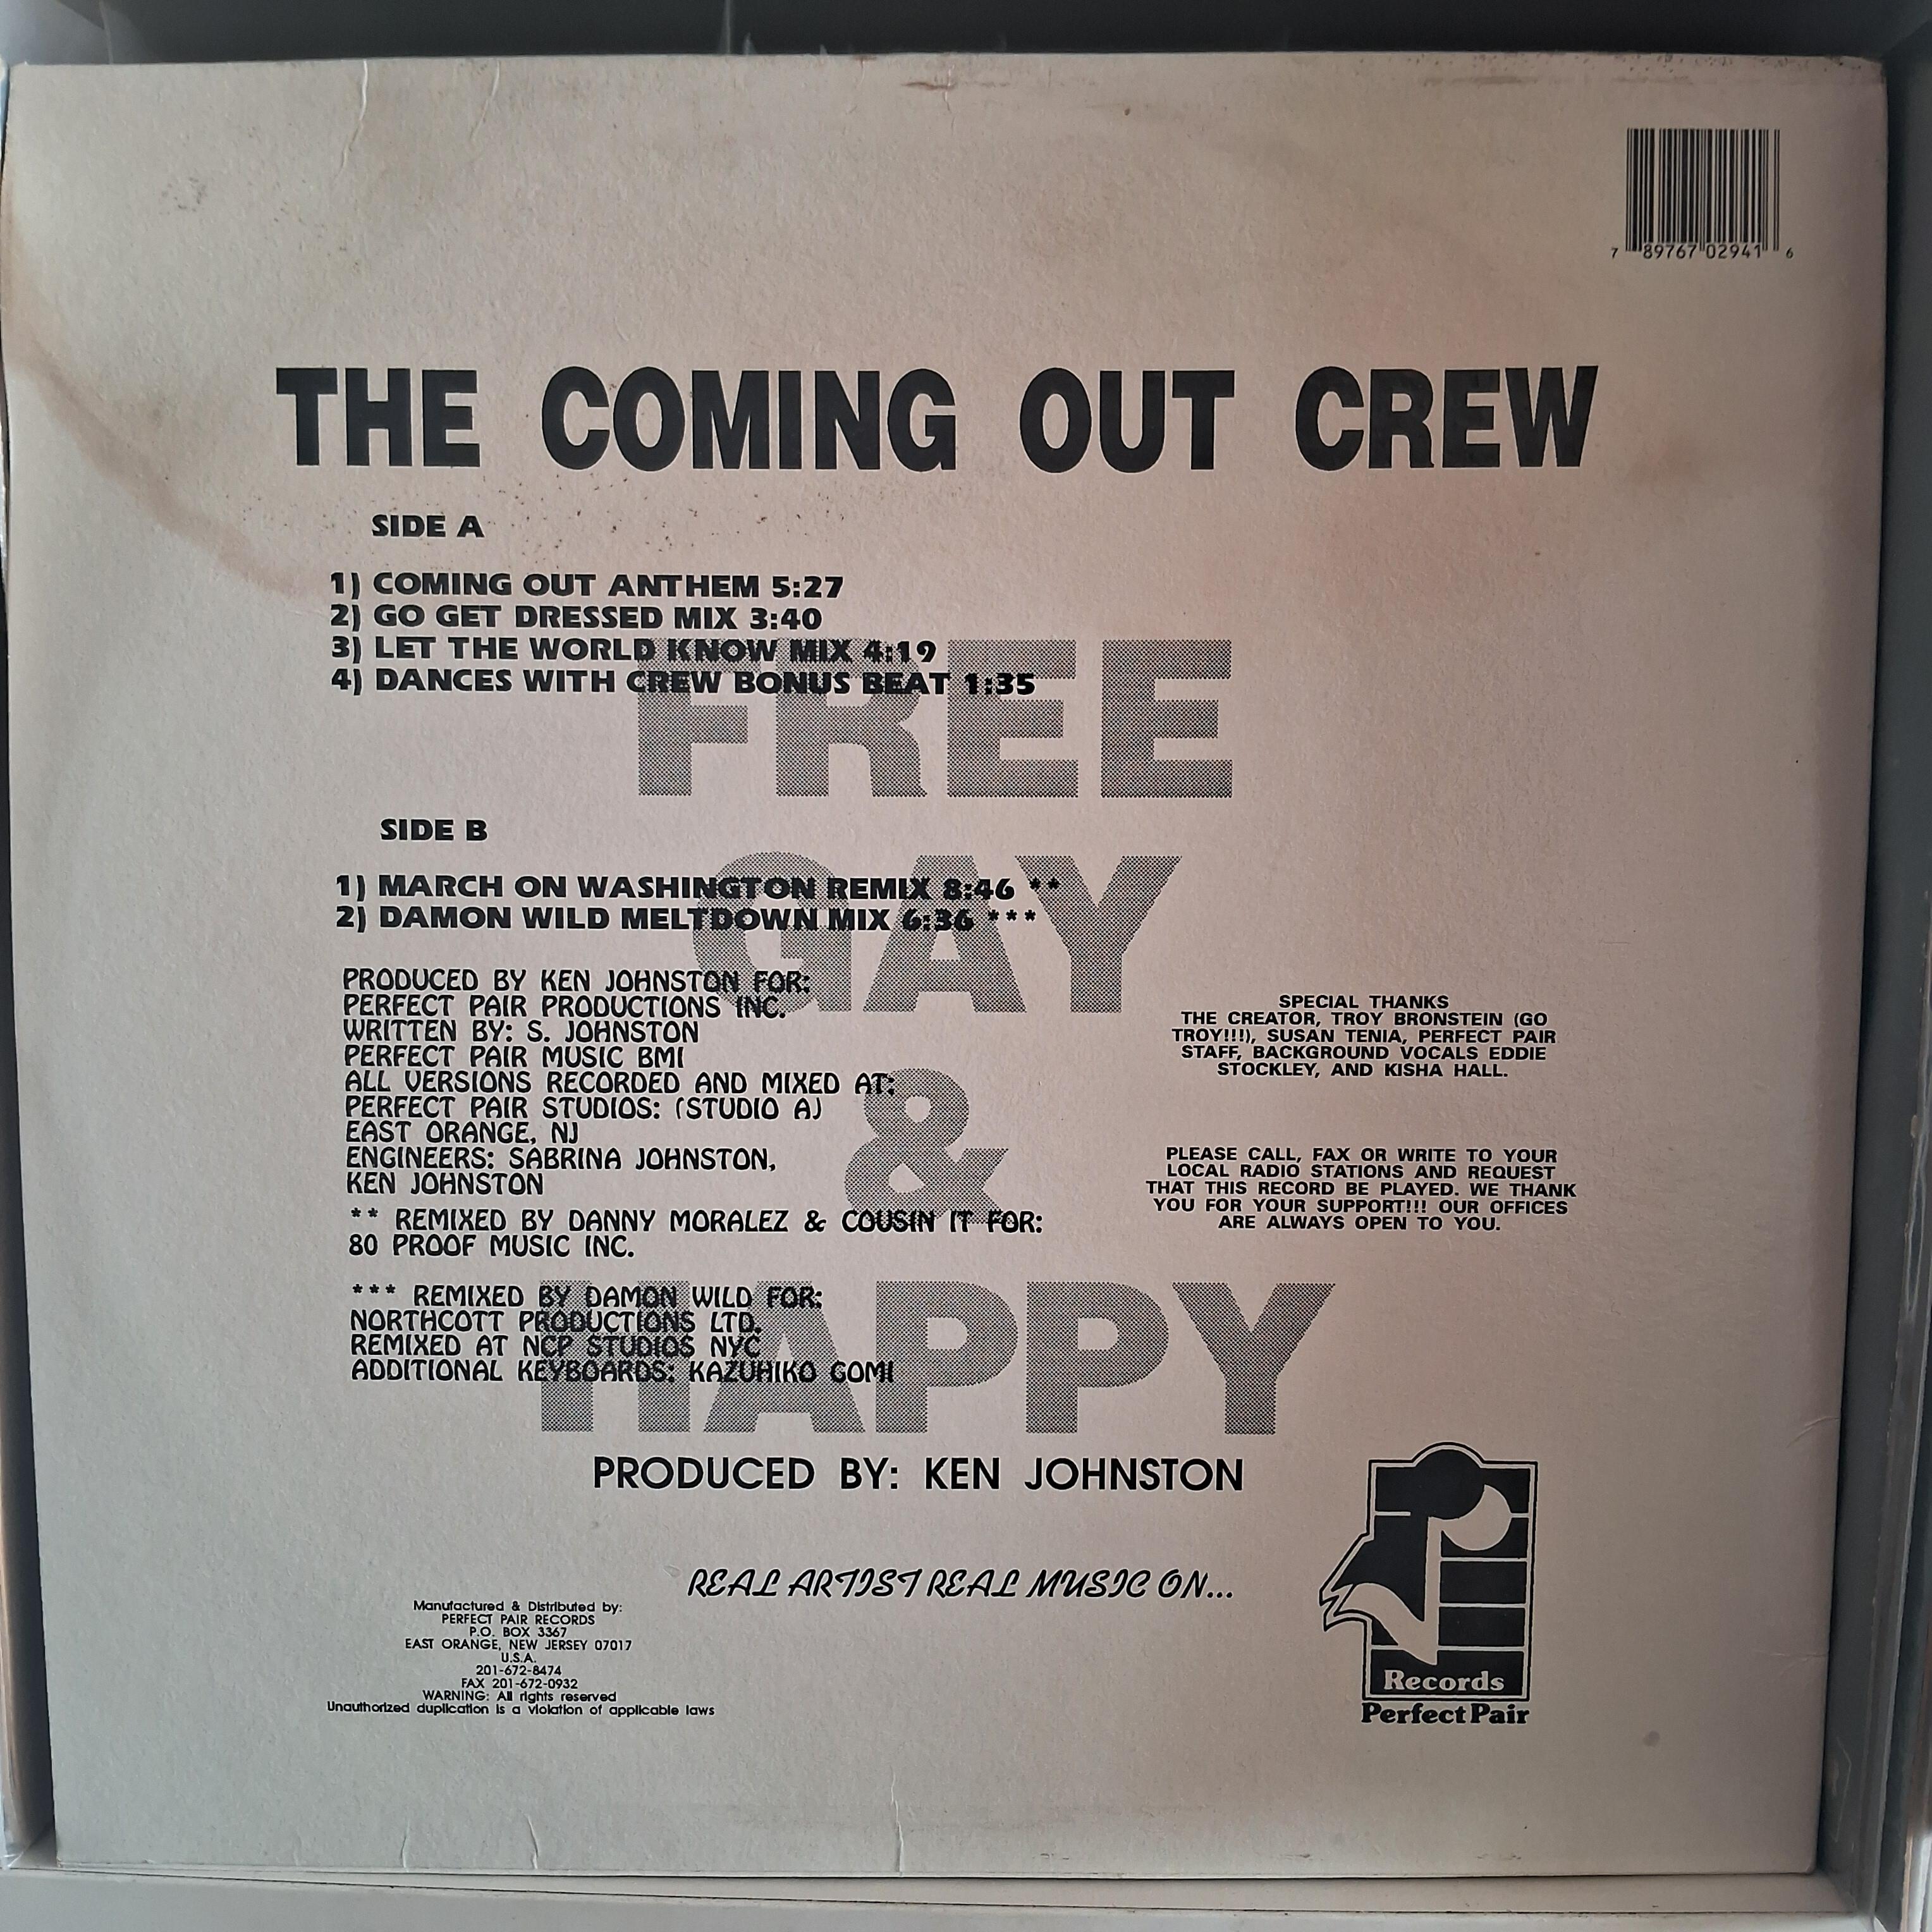 7 89767 02941 6
THE COMING OUT CREW
SIDE A
1) COMING OUT ANTHEM 5:27
2) GO GET DRESSED MIX 3:40
3) LET THE WORLD KNOW MIX 4:19
4) DANCES WITH CREW BONUS BEAT 1:35
FREE
SIDE B
1) MARCH ON WASHINGTON REMIX 8:46 **
2) DAMON WILD MELTDOWN MIX 6:36 ***
GAY
PRODUCED BY KEN JOHNSTON FOR:
PERFECT PAIR PRODUCTIONS INC.
WRITTEN BY: S. JOHNSTON
PERFECT PAIR MUSIC BMI
ALL VERSIONS RECORDED AND MIXED AT:
PERFECT PAIR STUDIOS: (STUDIO A)
EAST ORANGE, NJ
ENGINEERS: SABRINA JOHNSTON,
KEN JOHNSTON
&
** REMIXED BY DANNY MORALEZ & COUSIN IT FOR:
80 PROOF MUSIC INC.
*** REMIXED BY DAMON WILD FOR:
NORTHCOTT PRODUCTIONS LTD.
REMIXED AT NCP STUDIOS NYC
ADDITIONAL KEYBOARDS: KAZUHIKO GOMI
HAPPY
SPECIAL THANKS
THE CREATOR, TROY BRONSTEIN (GO
TROY!!!), SUSAN TENIA, PERFECT PAIR
STAFF, BACKGROUND VOCALS EDDIE
STOCKLEY, AND KISHA HALL.
PLEASE CALL, FAX OR WRITE TO YOUR
LOCAL RADIO STATIONS AND REQUEST
THAT THIS RECORD BE PLAYED. WE THANK
YOU FOR YOUR SUPPORT!!! OUR OFFICES
ARE ALWAYS OPEN TO YOU.
PRODUCED BY: KEN JOHNSTON
REAL ARTIST REAL MUSIC ON...
Manufactured & Distributed by:
PERFECT PAIR RECORDS
P.O. BOX 3367
EAST ORANGE, NEW JERSEY 07017
U.S.A.
201-672-8474
FAX 201-672-0932
WARNING: All rights reserved
Unauthorized duplication is a violation of applicable laws
Records
Perfect Pair